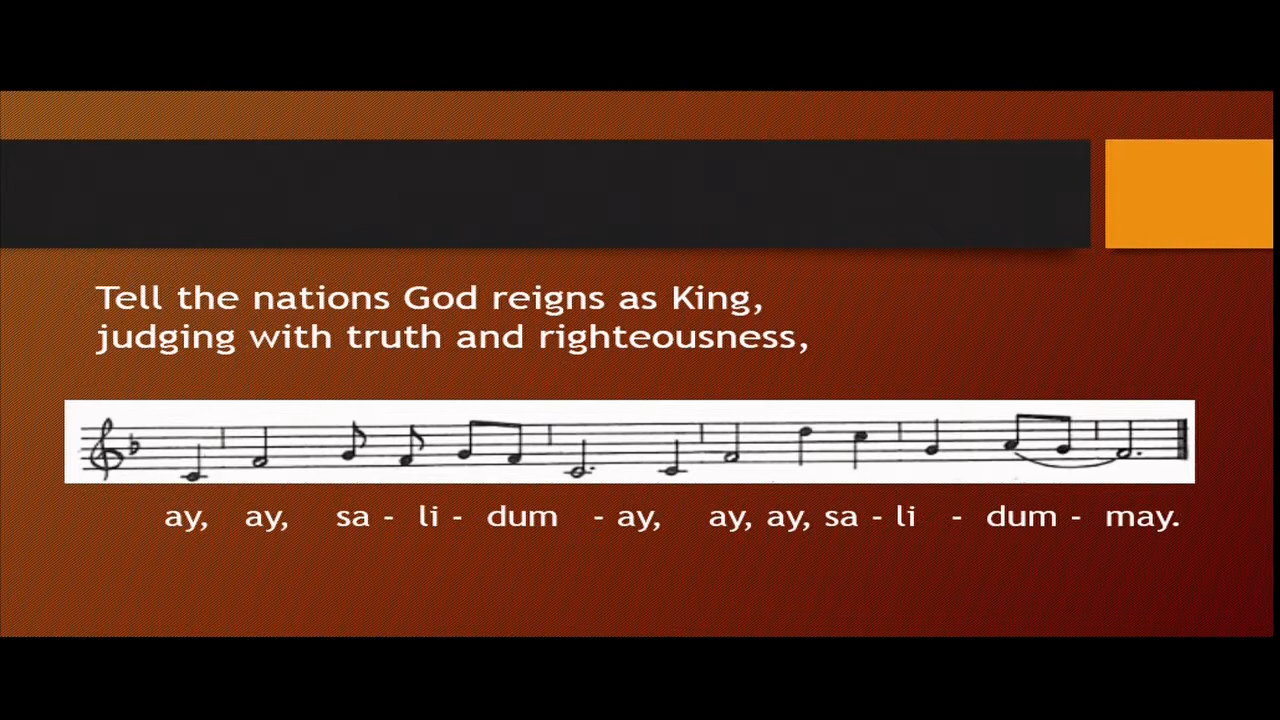 Tell the nations God reigns as King,
judging with truth and righteousness,
ay, ay, sa - li - dum - ay, ay, ay, sa - li - dum - may.